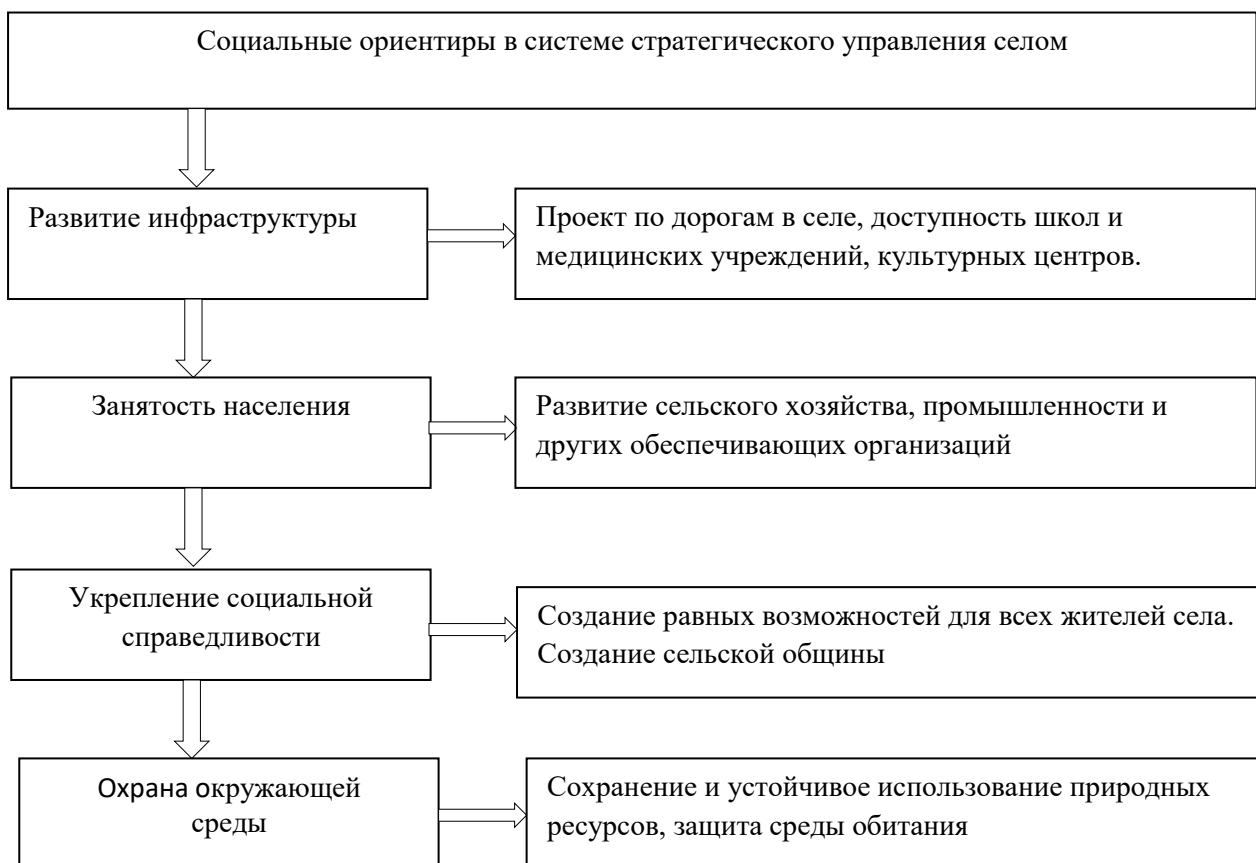 Социальные ориентиры в системе стратегического управления селом
Развитие инфраструктуры
Проект по дорогам в селе, доступность школ и
медицинских учреждений, культурных центров.
Занятость населения
Развитие сельского хозяйства, промышленности и
других обеспечивающих организаций
Укрепление социальной
справедливости
Создание равных возможностей для всех жителей села.
Создание сельской общины
Охрана окружающей
среды
Сохранение и устойчивое использование природных
ресурсов, защита среды обитания